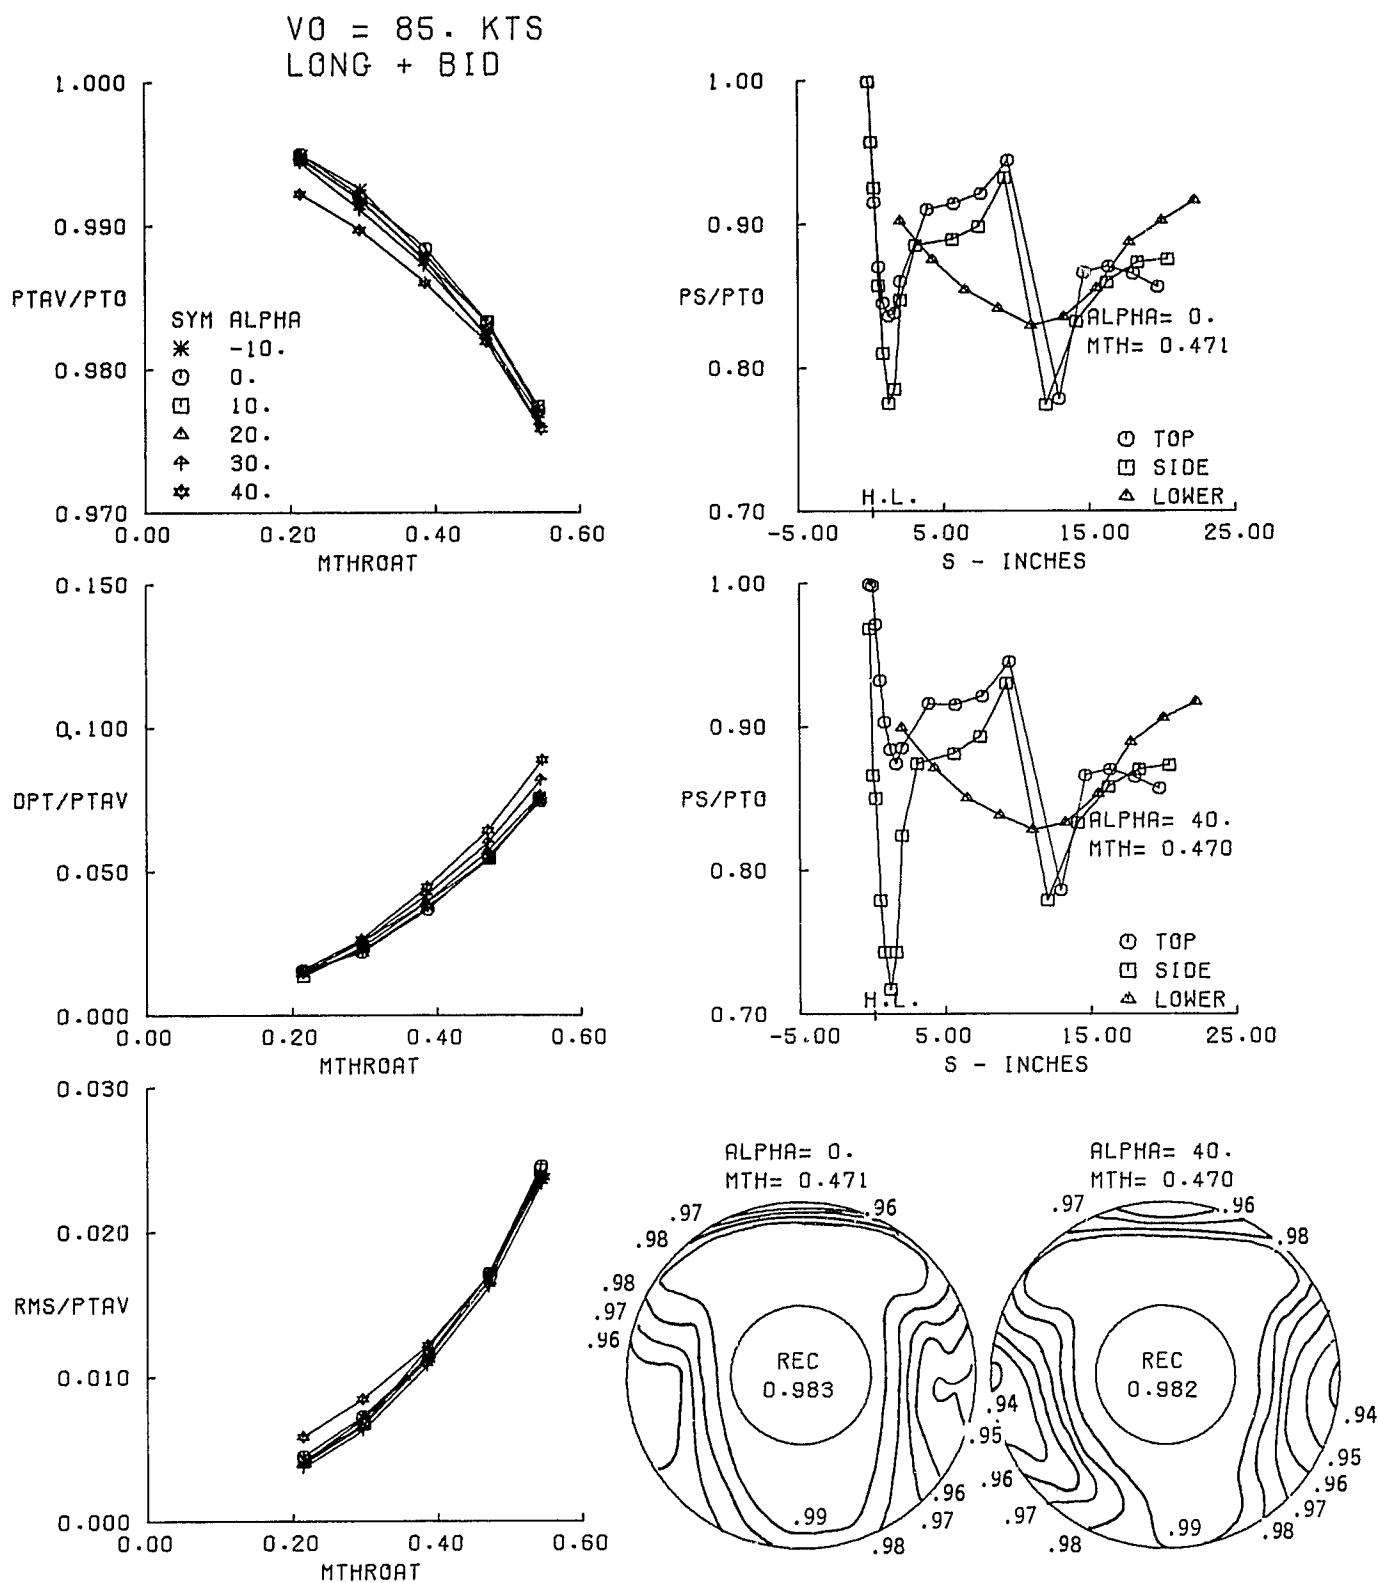 VO = 85. KTS
LONG + BID
1.000
0.990
PTAV/PTO
0.980
0.970
SYM ALPHA
-10.
0.
10.
20.
30.
40.
0.00 0.20 0.40 0.60
MTHROAT
1.00
0.90
PS/PTO
0.80
0.70
ALPHA= 0.
MTH= 0.471
TOP
SIDE
LOWER
H.L.
-5.00 5.00 15.00 25.00
S - INCHES
0.150
0.100
DPT/PTAV
0.050
0.000
0.00 0.20 0.40 0.60
MTHROAT
1.00
0.90
PS/PTO
0.80
0.70
ALPHA= 40.
MTH= 0.470
TOP
SIDE
LOWER
H.L.
-5.00 5.00 15.00 25.00
S - INCHES
0.030
0.020
RMS/PTAV
0.010
0.000
0.00 0.20 0.40 0.60
MTHROAT
ALPHA= 0.
MTH= 0.471
.97 .96
.98
.98
.97
.96
REC
0.983
.99
.96
.97
.98
ALPHA= 40.
MTH= 0.470
.97 .96
.98
REC
0.982
.94
.95
.96
.97
.98
.99
.94
.95
.96
.97
.98